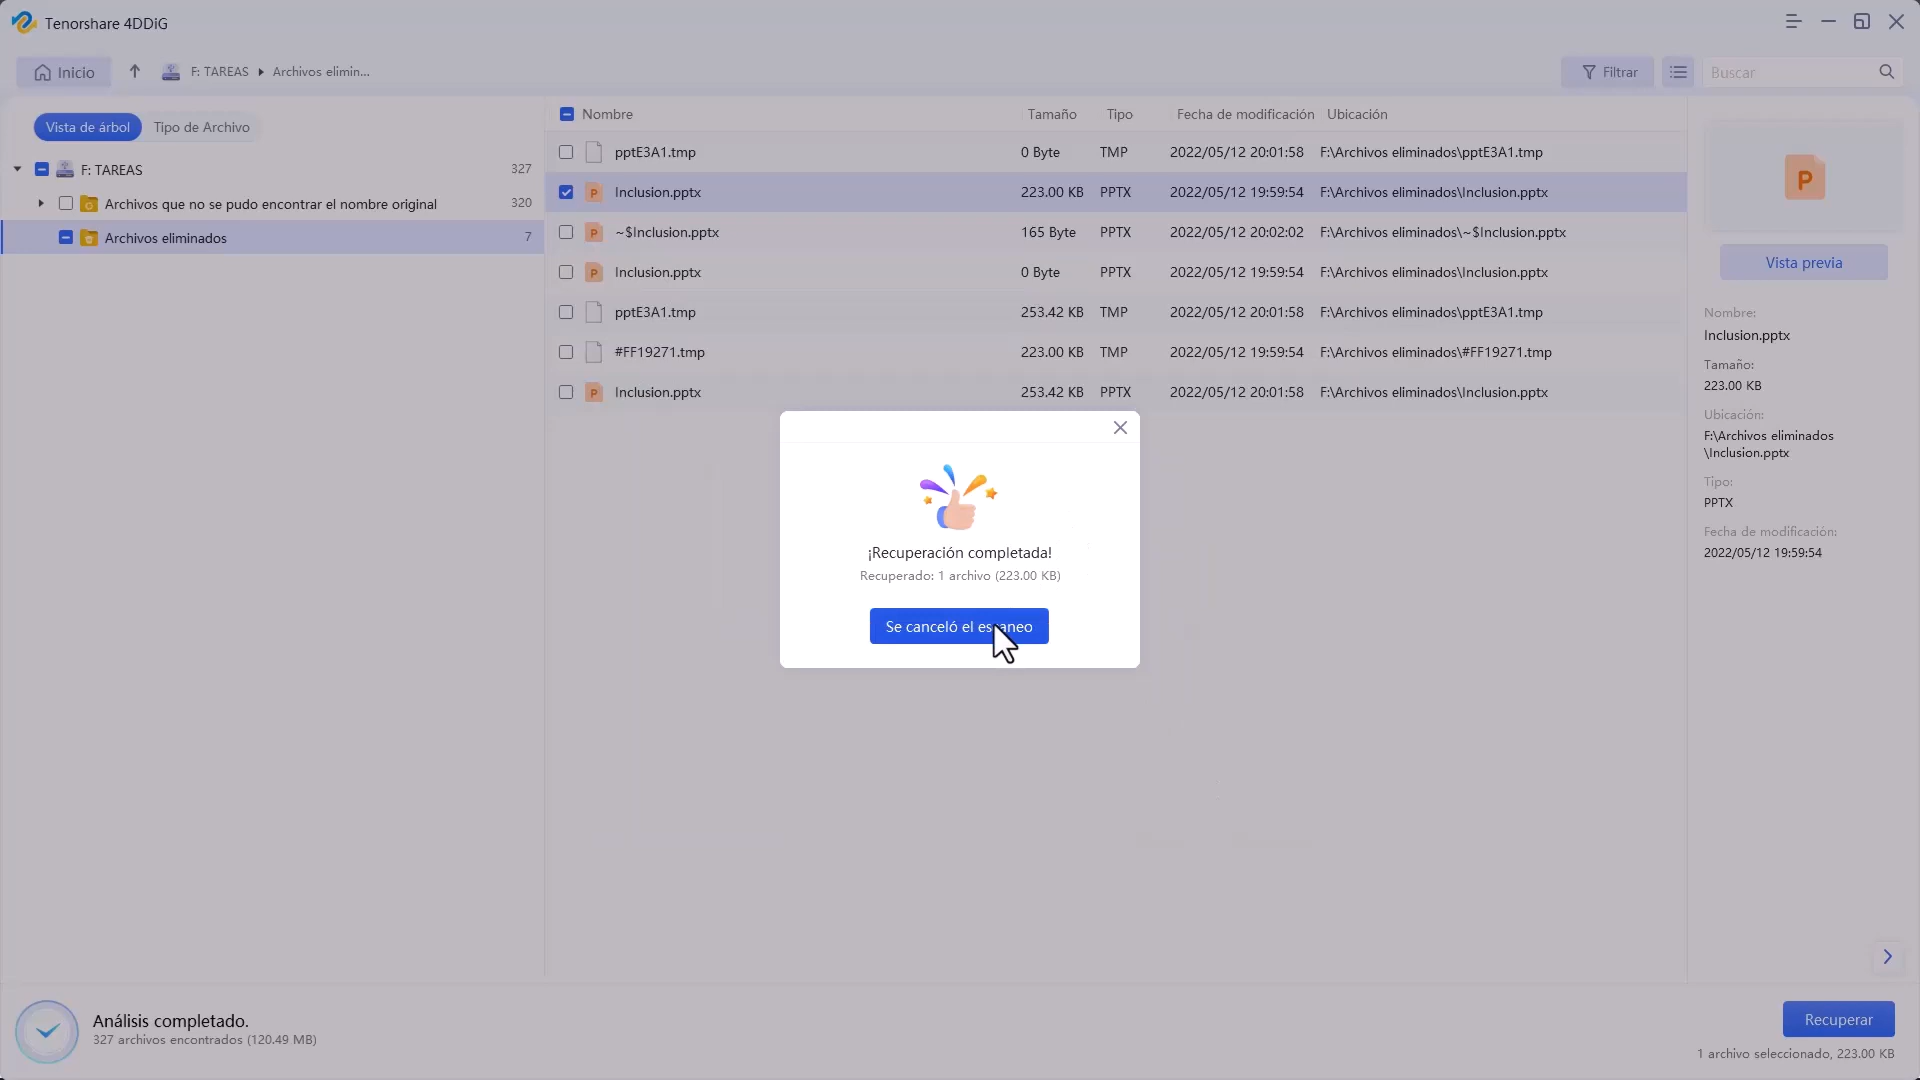 Tenorshare 4DDiG
Inicio
F: TAREAS
Archivos elimin...
Filtrar
Buscar
Vista de árbol
Tipo de Archivo
F: TAREAS 327
Archivos que no se pudo encontrar el nombre original 320
Archivos eliminados 7
Nombre Tamaño Tipo Fecha de modificación Ubicación
pptE3A1.tmp 0 Byte TMP 2022/05/12 20:01:58 F:\Archivos eliminados\pptE3A1.tmp
Inclusion.pptx 223.00 KB PPTX 2022/05/12 19:59:54 F:\Archivos eliminados\Inclusion.pptx
~$Inclusion.pptx 165 Byte PPTX 2022/05/12 20:02:02 F:\Archivos eliminados\~$Inclusion.pptx
Inclusion.pptx 0 Byte PPTX 2022/05/12 19:59:54 F:\Archivos eliminados\Inclusion.pptx
pptE3A1.tmp 253.42 KB TMP 2022/05/12 20:01:58 F:\Archivos eliminados\pptE3A1.tmp
#FF19271.tmp 223.00 KB TMP 2022/05/12 19:59:54 F:\Archivos eliminados\#FF19271.tmp
Inclusion.pptx 253.42 KB PPTX 2022/05/12 20:01:58 F:\Archivos eliminados\Inclusion.pptx
¡Recuperación completada!
Recuperado: 1 archivo (223.00 KB)
Se canceló el escaneo
P
Vista previa
Nombre:
Inclusion.pptx
Tamaño:
223.00 KB
Ubicación:
F:\Archivos eliminados
\Inclusion.pptx
Tipo:
PPTX
Fecha de modificación:
2022/05/12 19:59:54
Análisis completado.
327 archivos encontrados (120.49 MB)
Recuperar
1 archivo seleccionado, 223.00 KB